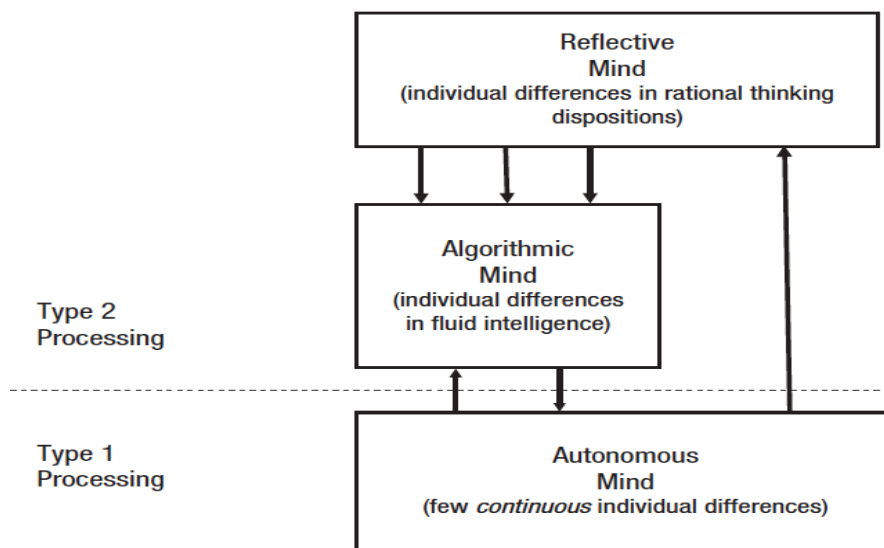 Reflective
Mind
(individual differences in rational thinking
dispositions)
Algorithmic
Mind
(individual differences
in fluid intelligence)
Type 2
Processing
Type 1
Processing
Autonomous
Mind
(few continuous individual differences)